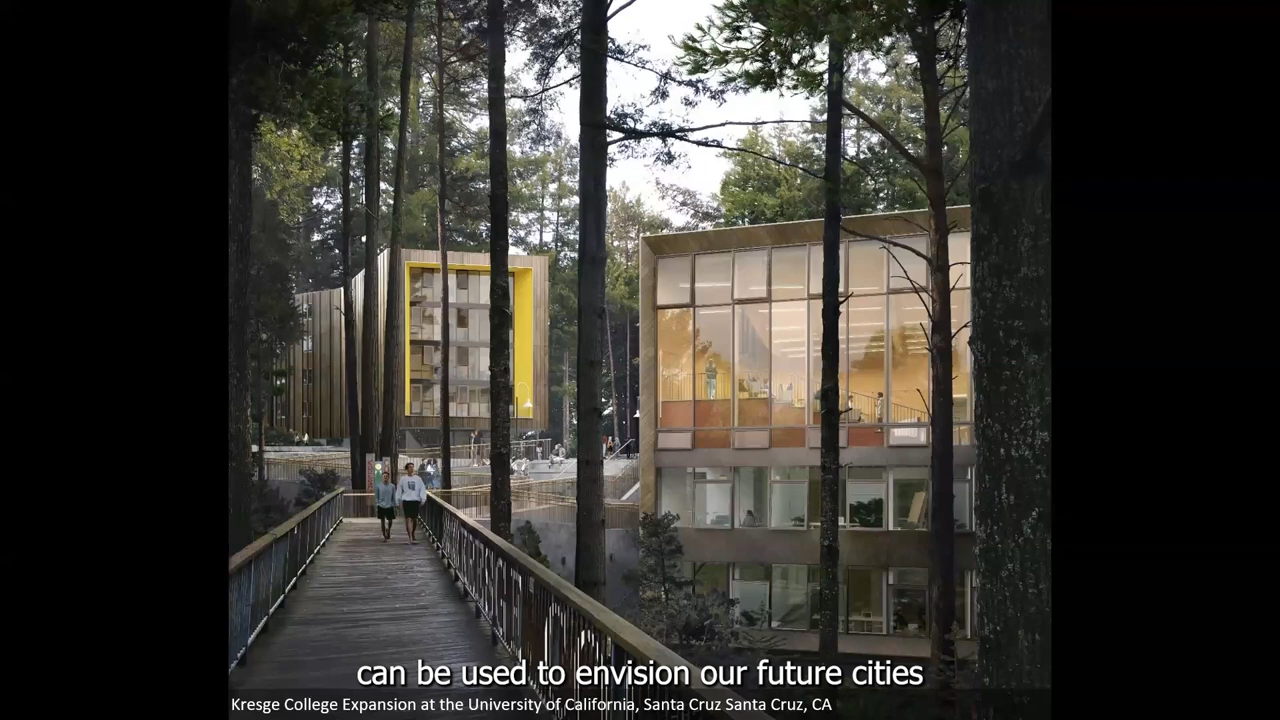 can be used to envision our future cities
Kresge College Expansion at the University of California, Santa Cruz Santa Cruz, CA